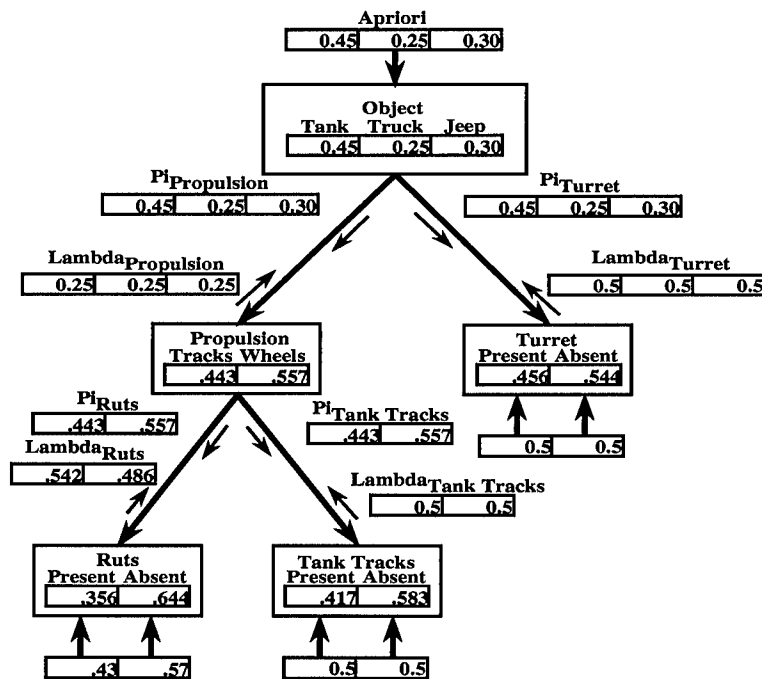 Apriori
0.45 0.25 0.30
Object
Tank Truck Jeep
0.45 0.25 0.30
Pi Propulsion
0.45 0.25 0.30
Pi Turret
0.45 0.25 0.30
Lambda Propulsion
0.25 0.25 0.25
Lambda Turret
0.5 0.5 0.5
Propulsion
Tracks Wheels
.443 .557
Turret
Present Absent
.456 .544
Pi Ruts
.443 .557
Pi Tank Tracks
.443 .557
0.5 0.5
Lambda Ruts
.542 .486
Lambda Tank Tracks
0.5 0.5
Ruts
Present Absent
.356 .644
Tank Tracks
Present Absent
.417 .583
.43 .57
0.5 0.5